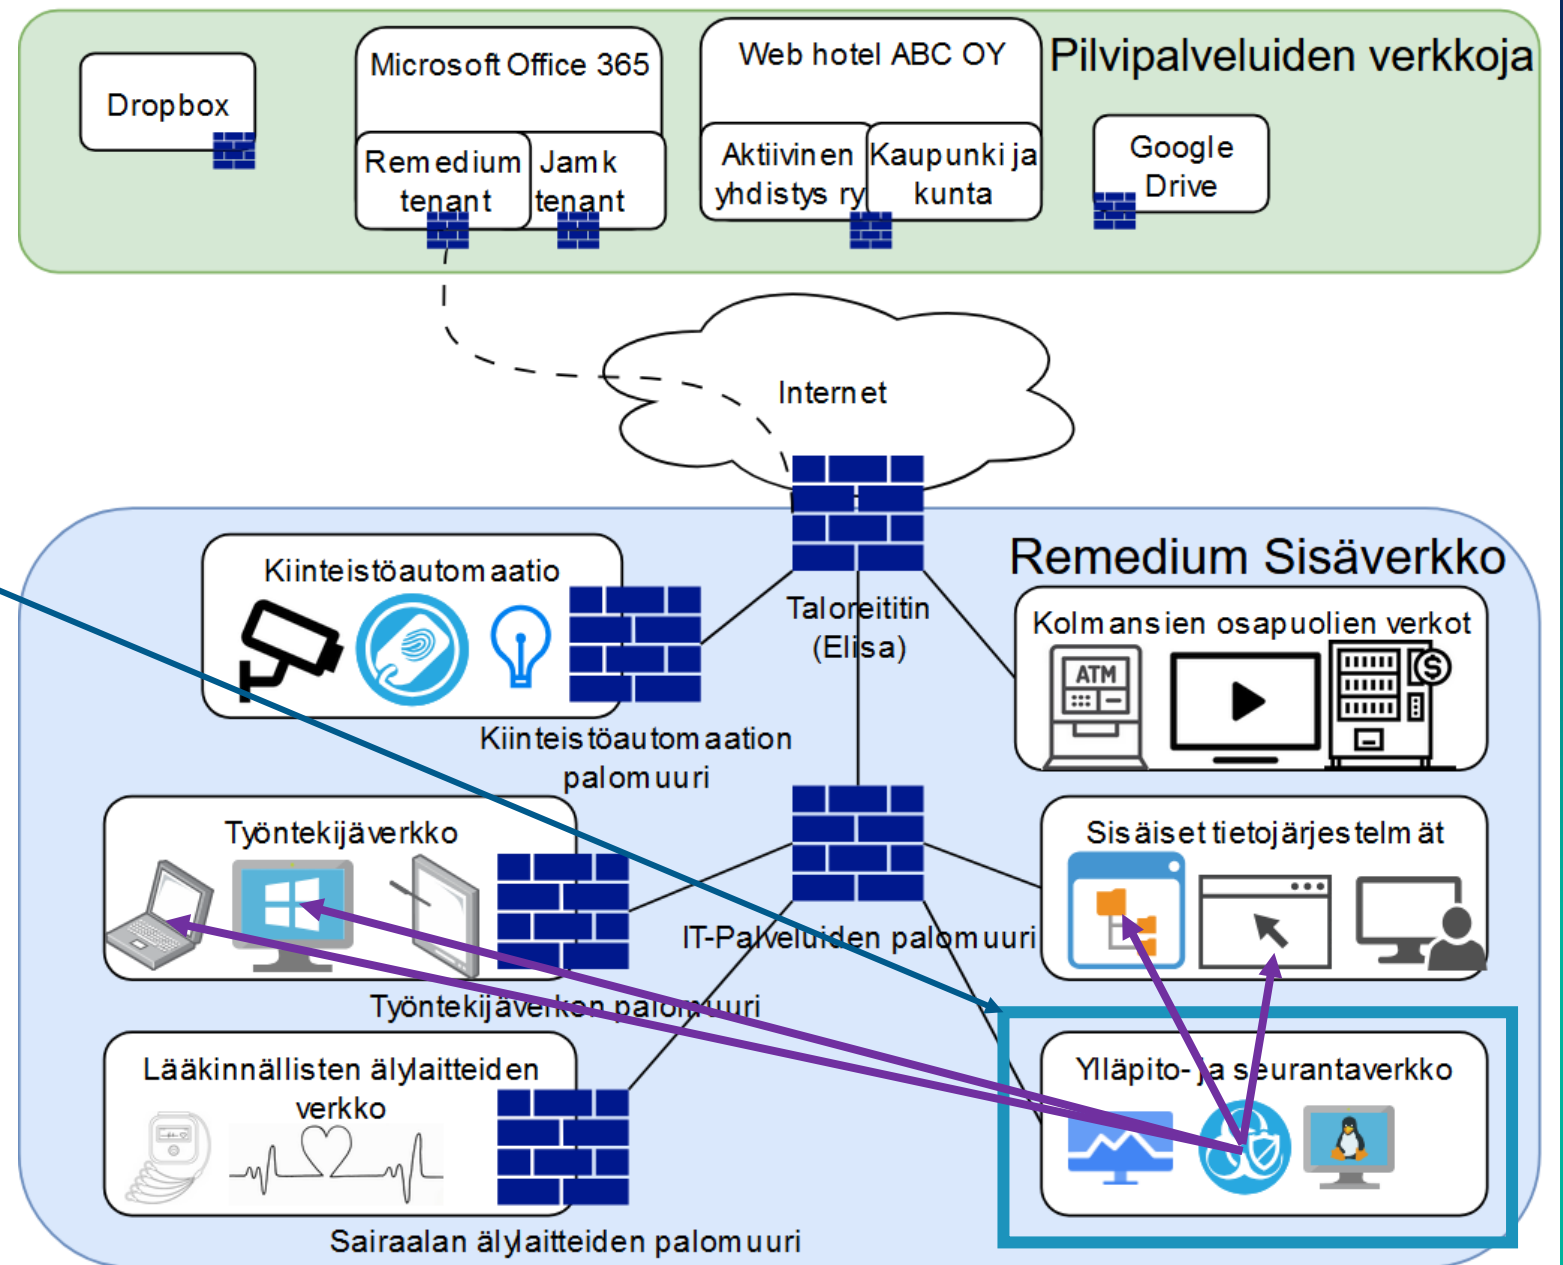 Pilvipalveluiden verkkoja
Dropbox
Microsoft Office 365
Remedium
tenant
Jamk
tenant
Web hotel ABC OY
Aktiivinen
yhdistys ry
Kaupunki ja
kunta
Google
Drive
Internet
Remedium Sisäverkko
Kiinteistöautomaatio
Taloreititin
(Elisa)
Kolmansien osapuolien verkot
ATM
$
Kiinteistöautomaation
palomuuri
Työntekijäverkko
Sisäiset tietojärjestelmät
IT-Palveluiden palomuuri
Työntekijäverkon palomuuri
Lääkinnällisten älylaitteiden
verkko
Ylläpito- ja seurantaverkko
Sairaalan älylaitteiden palomuuri